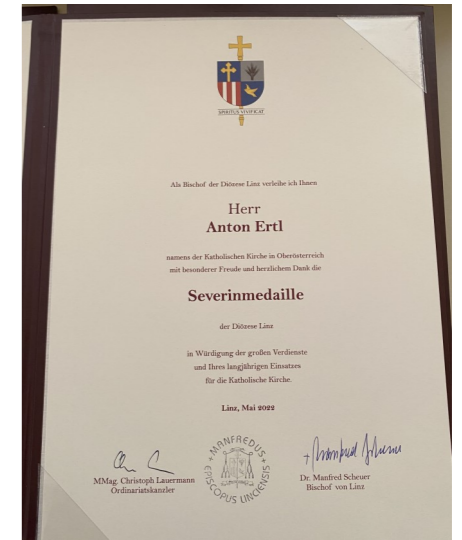 SPIRITUS VIVIFICAT
Als Bischof der Diözese Linz verleihe ich Ihnen
Herr
Anton Ertl
namens der Katholischen Kirche in Oberösterreich
mit besonderer Freude und herzlichem Dank die
Severinmedaille
der Diözese Linz
in Würdigung der großen Verdienste
und Ihres langjährigen Einsatzes
für die Katholische Kirche.
Linz, Mai 2022
+ MANFREDUS + EPISCOPUS LINCIENSIS
+ Manfred Scheuer
MMag. Christoph Lauermann
Ordinariatskanzler
Dr. Manfred Scheuer
Bischof von Linz